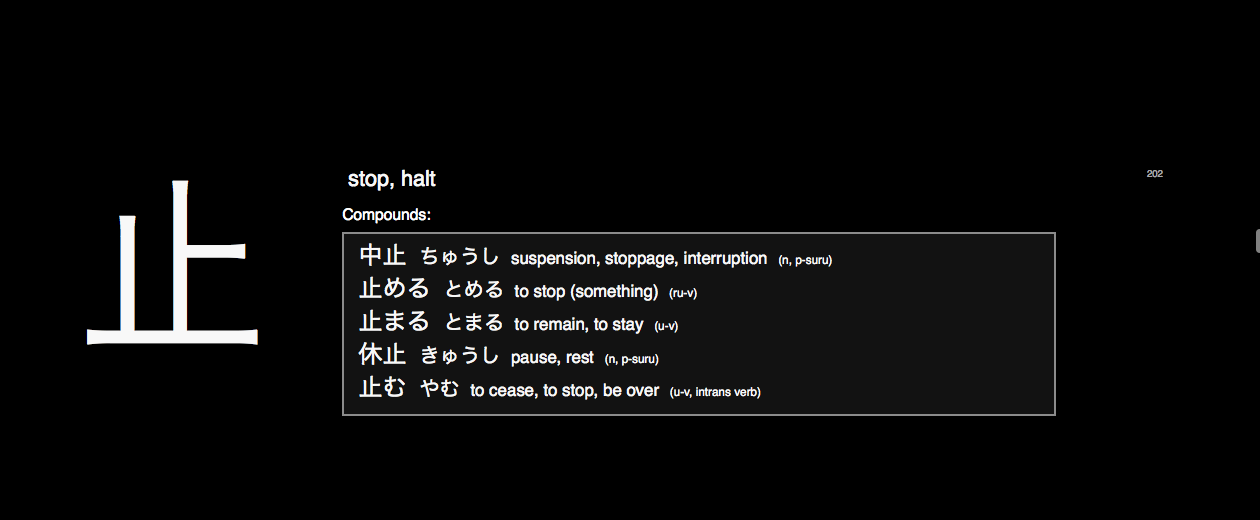 止
stop, halt
202
Compounds:
中止 ちゅうし suspension, stoppage, interruption (n, p-suru)
止める とめる to stop (something) (ru-v)
止まる とまる to remain, to stay (u-v)
休止 きゅうし pause, rest (n, p-suru)
止む やむ to cease, to stop, be over (u-v, intrans verb)